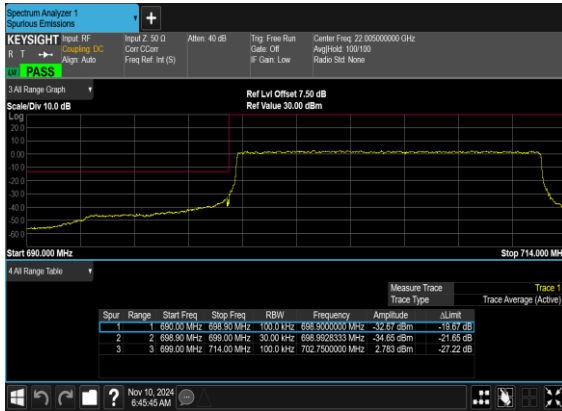 Spectrum Analyzer 1
Spurious Emissions
KEYSIGHT Input: RF Input Z: 50 Ω Atten: 40 dB Trig: Free Run Center Freq: 22.005000000 GHz
R T Coupling: DC Corr CCorr Gate: Off Avg|Hold: 100/100
Align: Auto Freq Ref: Int (S) IF Gain: Low Radio Std: None
LXI PASS
3 All Range Graph Ref Lvl Offset 7.50 dB
Scale/Div 10.0 dB Ref Value 30.00 dBm
Log
20.0
10.0
0.00
-10.0
-20.0
-30.0
-40.0
-50.0
-60.0
Start 690.000 MHz Stop 714.000 MH
4 All Range Table
Measure Trace Trace 1
Trace Type Trace Average (Active)
Spur Range Start Freq Stop Freq RBW Frequency Amplitude ΔLimit
1 1 690.00 MHz 698.90 MHz 100.0 kHz 698.9000000 MHz -32.67 dBm -19.67 dB
2 2 698.90 MHz 699.00 MHz 30.00 kHz 698.9928333 MHz -34.65 dBm -21.65 dB
3 3 699.00 MHz 714.00 MHz 100.0 kHz 702.7500000 MHz 2.783 dBm -27.22 dB
? Nov 10, 2024
6:45:45 AM